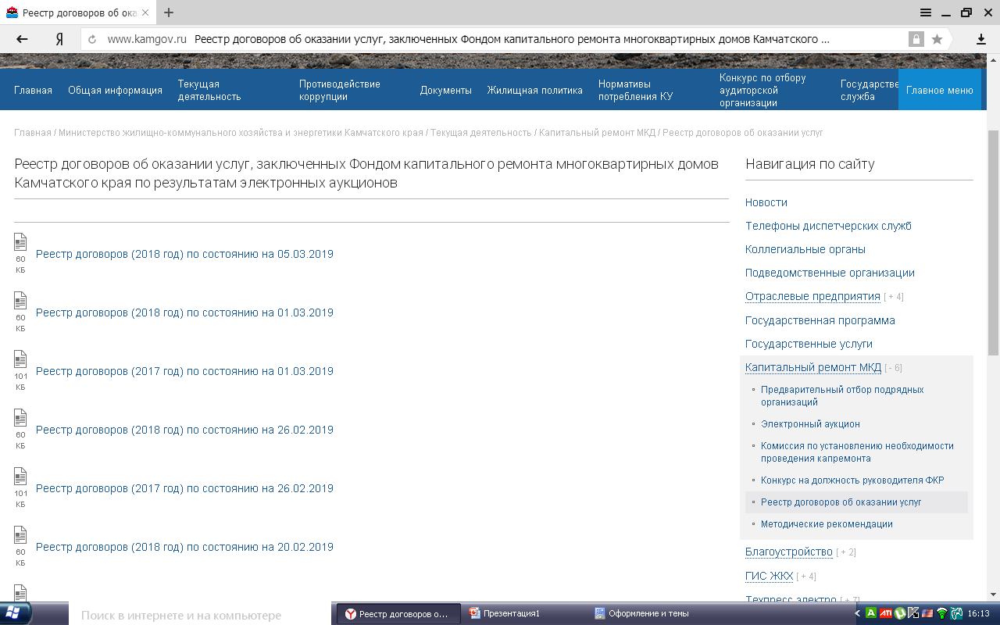 Реестр договоров об ока
www.kamgov.ru Реестр договоров об оказании услуг, заключенных Фондом капитального ремонта многоквартирных домов Камчатского ...
Главная
Общая информация
Текущая
деятельность
Противодействие
коррупции
Документы
Жилищная политика
Нормативы
потребления КУ
Конкурс по отбору
аудиторской
организации
Государстве
служба
Главное меню
Главная / Министерство жилищно-коммунального хозяйства и энергетики Камчатского края / Текущая деятельность / Капитальный ремонт МКД / Реестр договоров об оказании услуг
Реестр договоров об оказании услуг, заключенных Фондом капитального ремонта многоквартирных домов
Камчатского края по результатам электронных аукционов
60
КБ
Реестр договоров (2018 год) по состоянию на 05.03.2019
60
КБ
Реестр договоров (2018 год) по состоянию на 01.03.2019
101
КБ
Реестр договоров (2017 год) по состоянию на 01.03.2019
60
КБ
Реестр договоров (2018 год) по состоянию на 26.02.2019
101
КБ
Реестр договоров (2017 год) по состоянию на 26.02.2019
60
КБ
Реестр договоров (2018 год) по состоянию на 20.02.2019
Навигация по сайту
Новости
Телефоны диспетчерских служб
Коллегиальные органы
Подведомственные организации
Отраслевые предприятия [ + 4]
Государственная программа
Государственные услуги
Капитальный ремонт МКД [ - 6]
Предварительный отбор подрядных
организаций
Электронный аукцион
Комиссия по установлению необходимости
проведения капремонта
Конкурс на должность руководителя ФКР
Реестр договоров об оказании услуг
Методические рекомендации
Благоустройство [ + 2]
ГИС ЖКХ [ + 4]
Техпресс электро [ + 7]
Поиск в интернете и на компьютере
Реестр договоров о...
Презентация1
Оформление и темы
16:13